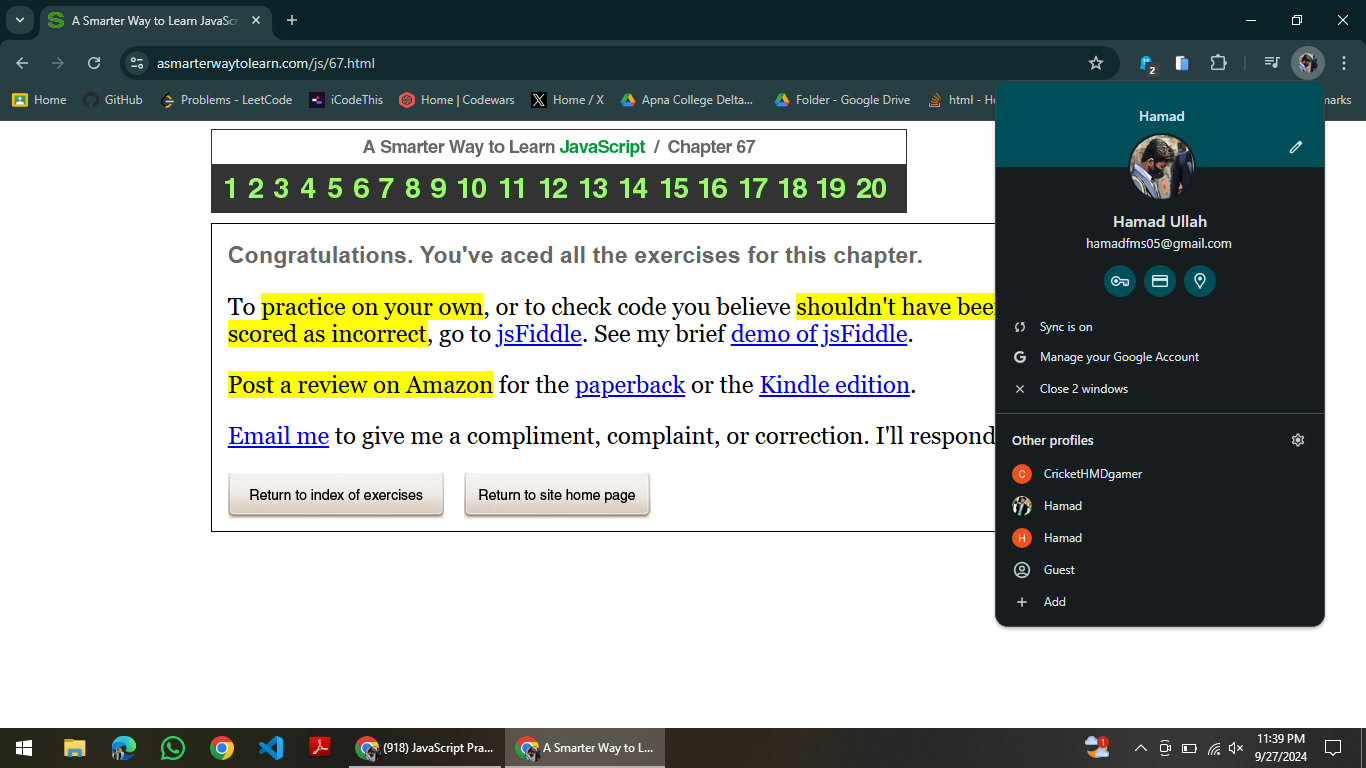 A Smarter Way to Learn JavaScr
asmarterwaytolearn.com/js/67.html
2
Home
GitHub
Problems - LeetCode
iCodeThis
Home | Codewars
Home / X
Apna College Delta...
Folder - Google Drive
html - H
marks
A Smarter Way to Learn JavaScript / Chapter 67
1 2 3 4 5 6 7 8 9 10 11 12 13 14 15 16 17 18 19 20
Congratulations. You've aced all the exercises for this chapter.
To practice on your own, or to check code you believe shouldn't have bee
scored as incorrect, go to jsFiddle. See my brief demo of jsFiddle.
Post a review on Amazon for the paperback or the Kindle edition.
Email me to give me a compliment, complaint, or correction. I'll respond
Return to index of exercises
Return to site home page
Hamad
Hamad Ullah
hamadfms05@gmail.com
Sync is on
Manage your Google Account
Close 2 windows
Other profiles
C CricketHMDgamer
Hamad
H Hamad
Guest
Add
(918) JavaScript Pra...
A Smarter Way to L...
1
11:39 PM
9/27/2024